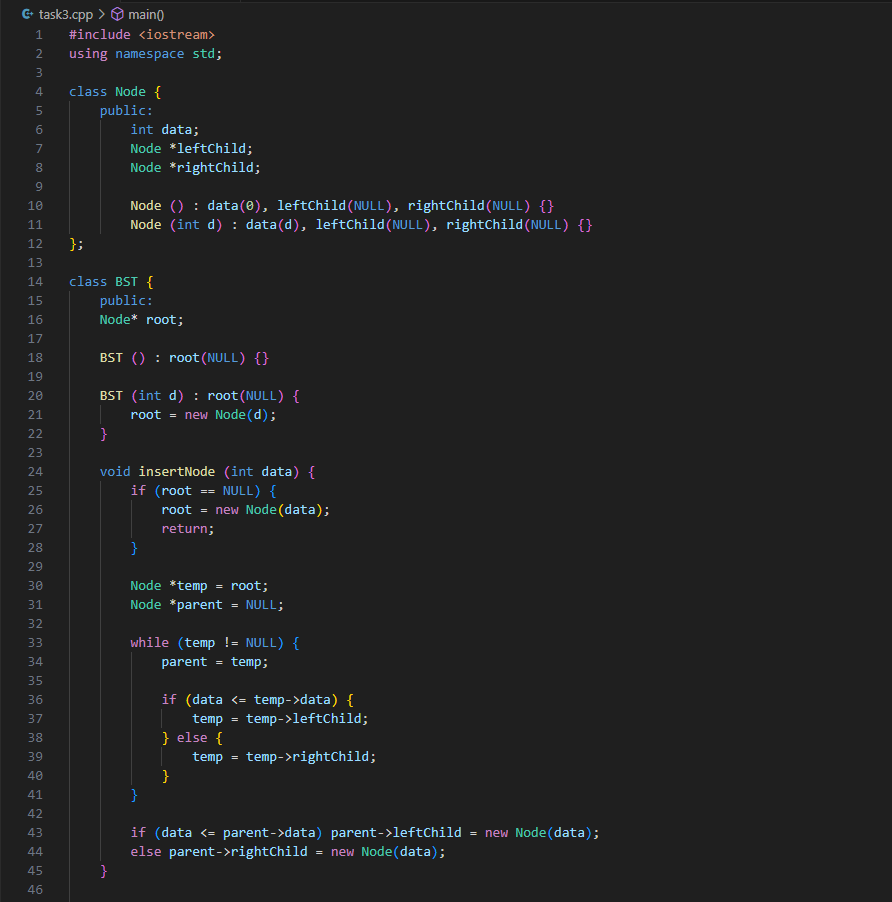 task3.cpp > main()
1 #include <iostream>
2 using namespace std;
3
4 class Node {
5 public:
6 int data;
7 Node *leftChild;
8 Node *rightChild;
9
10 Node () : data(0), leftChild(NULL), rightChild(NULL) {}
11 Node (int d) : data(d), leftChild(NULL), rightChild(NULL) {}
12 };
13
14 class BST {
15 public:
16 Node* root;
17
18 BST () : root(NULL) {}
19
20 BST (int d) : root(NULL) {
21 root = new Node(d);
22 }
23
24 void insertNode (int data) {
25 if (root == NULL) {
26 root = new Node(data);
27 return;
28 }
29
30 Node *temp = root;
31 Node *parent = NULL;
32
33 while (temp != NULL) {
34 parent = temp;
35
36 if (data <= temp->data) {
37 temp = temp->leftChild;
38 } else {
39 temp = temp->rightChild;
40 }
41 }
42
43 if (data <= parent->data) parent->leftChild = new Node(data);
44 else parent->rightChild = new Node(data);
45 }
46